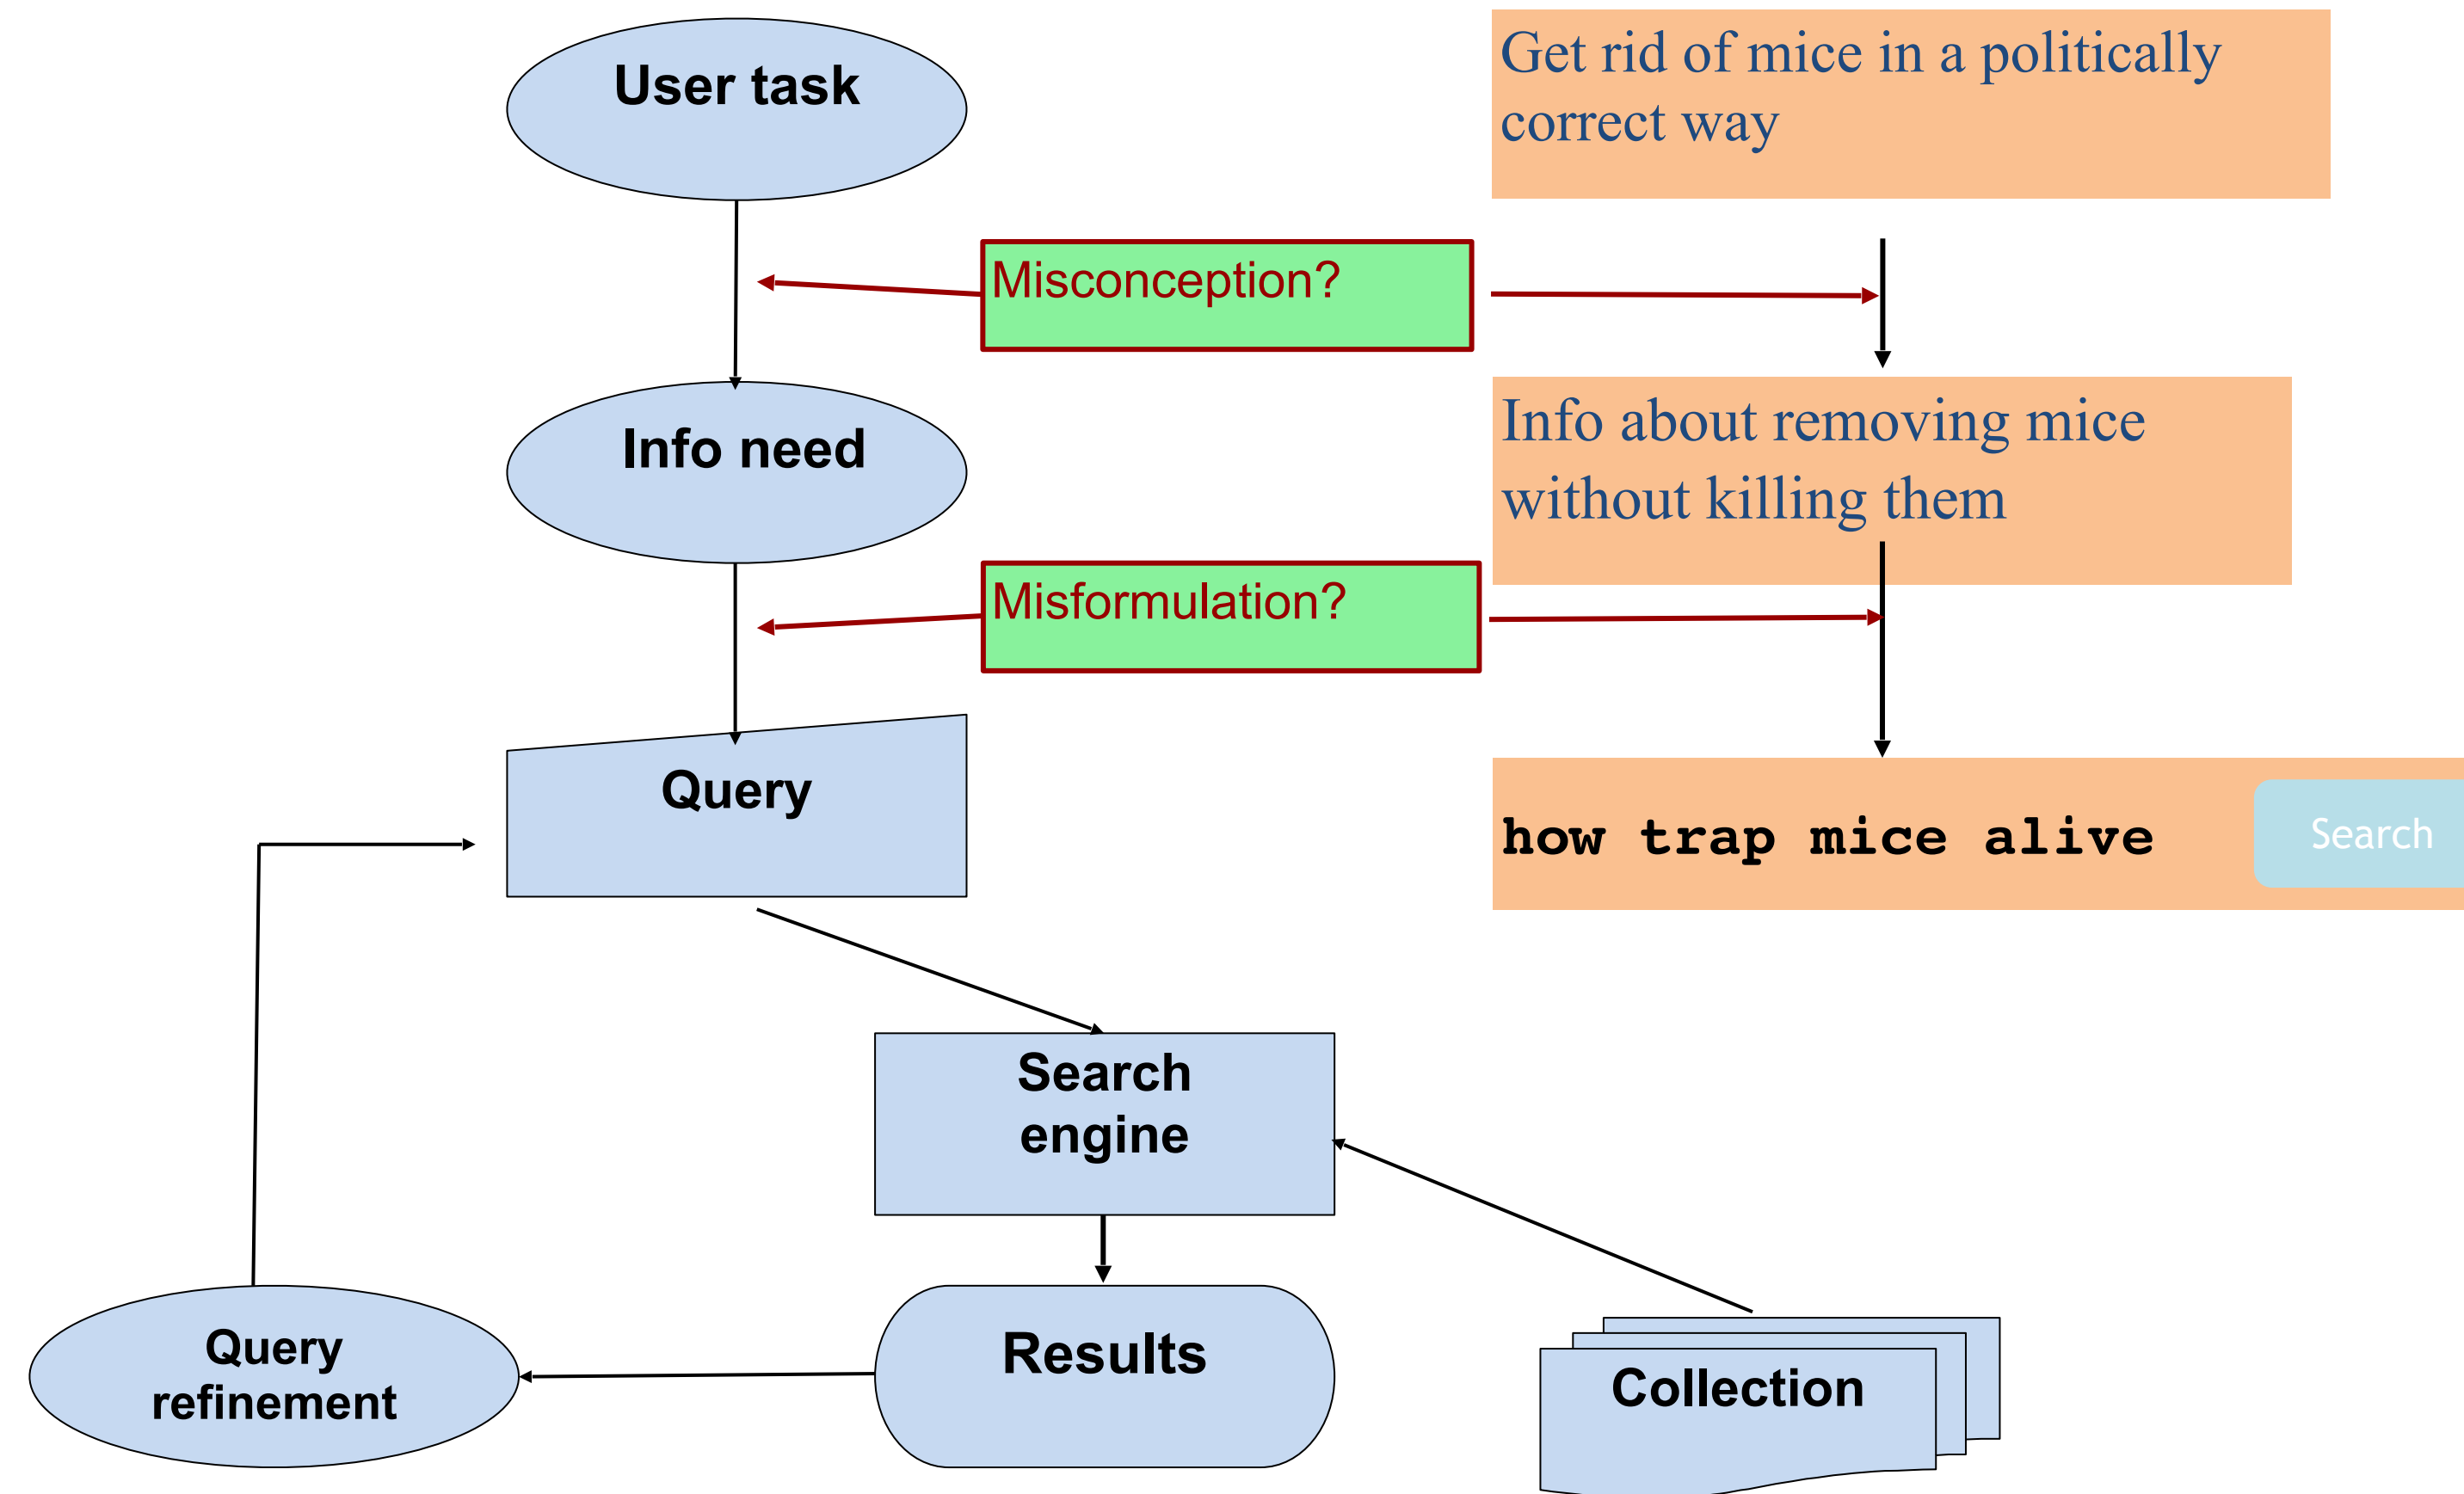 User task
Get rid of mice in a politically
correct way
Misconception?
Info need
Info about removing mice
without killing them
Misformulation?
Query
how trap mice alive
Search
Search
engine
Query
refinement
Results
Collection